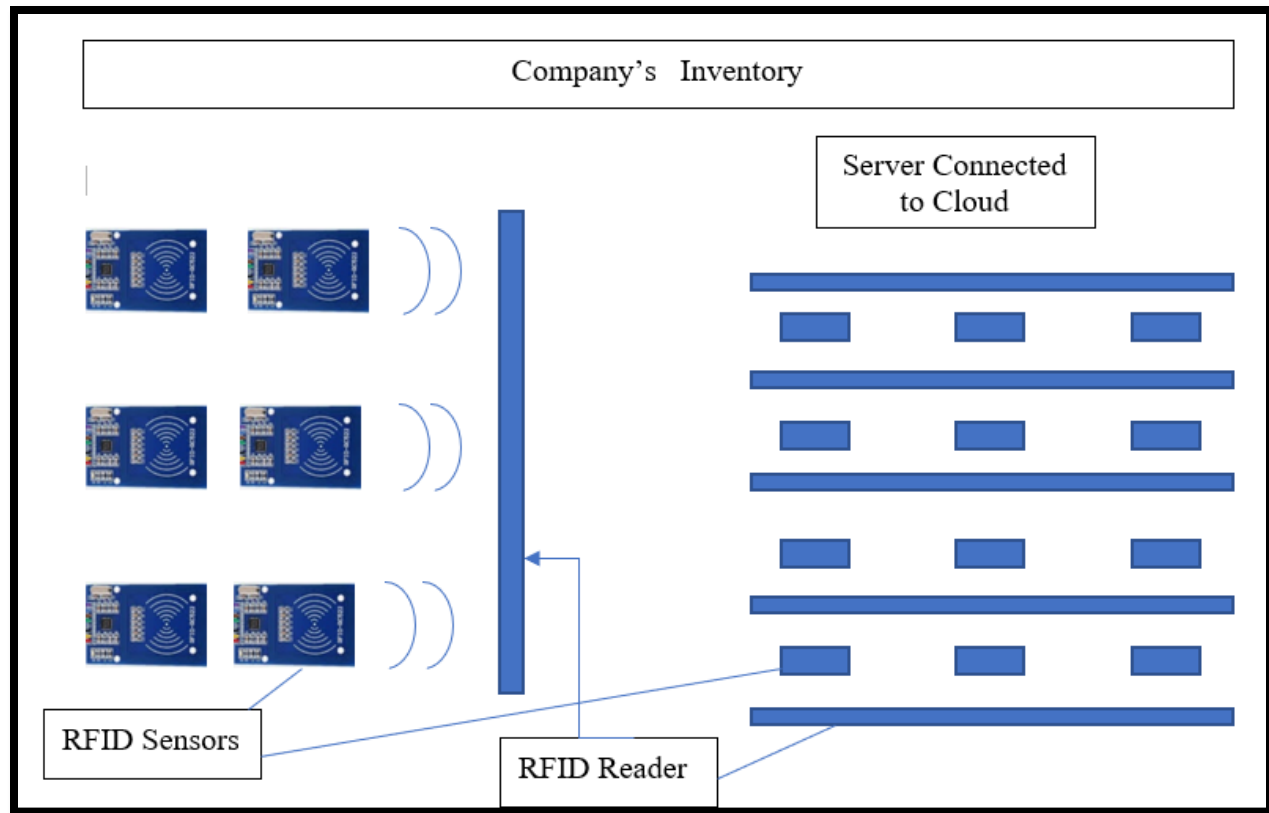 Company's Inventory
Server Connected
to Cloud
RFID Sensors
RFID Reader